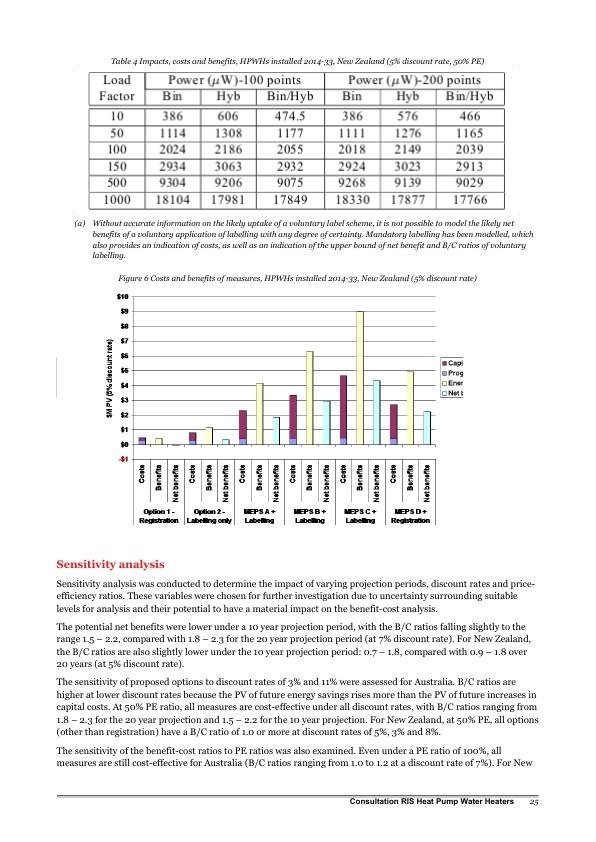 Table 4 Impacts, costs and benefits, HPWHs installed 2014-33, New Zealand (5% discount rate, 50% PE)
Load Factor Power (µW)-100 points Power (µW)-200 points
Bin Hyb Bin/Hyb Bin Hyb Bin/Hyb
10 386 606 474.5 386 576 466
50 1114 1308 1177 1111 1276 1165
100 2024 2186 2055 2018 2149 2039
150 2934 3063 2932 2924 3023 2913
500 9304 9206 9075 9268 9139 9029
1000 18104 17981 17849 18330 17877 17766
(a) Without accurate information on the likely uptake of a voluntary label scheme, it is not possible to model the likely net
benefits of a voluntary application of labelling with any degree of certainty. Mandatory labelling has been modelled, which
also provides an indication of costs, as well as an indication of the upper bound of net benefit and B/C ratios of voluntary
labelling.
Figure 6 Costs and benefits of measures, HPWHs installed 2014-33, New Zealand (5% discount rate)
$M PV (5% discount rate)
$10
$9
$8
$7
$6
$5
$4
$3
$2
$1
$0
-$1
Capi
Prog
Ener
Net b
Costs Benefits Net benefits Costs Benefits Net benefits Costs Benefits Net benefits Costs Benefits Net benefits Costs Benefits Net benefits Costs Benefits Net benefits
Option 1 - Option 2 - MEPS A + MEPS B + MEPS C + MEPS D +
Registration Labelling only Labelling Labelling Labelling Registration
Sensitivity analysis
Sensitivity analysis was conducted to determine the impact of varying projection periods, discount rates and price-
efficiency ratios. These variables were chosen for further investigation due to uncertainty surrounding suitable
levels for analysis and their potential to have a material impact on the benefit-cost analysis.
The potential net benefits were lower under a 10 year projection, with the B/C ratios falling slightly to the
range 1.5 – 2.2, compared with 1.8 – 2.3 for the 20 year projection period (at 7% discount rate). For New Zealand,
the B/C ratios are also slightly lower under the 10 year projection: 0.7 – 1.8, compared with 0.9 – 1.8 over
20 years (at 5% discount rate).
The sensitivity of proposed options to discount rates of 3% and 11% were assessed for Australia. B/C ratios are
higher at lower discount rates because the PV of future energy savings rises more than the PV of future increases in
capital costs. At 50% PE ratio, all measures are cost-effective under all discount rates, with B/C ratios ranging from
1.8 – 2.3 for the 20 year projection and 1.5 – 2.2 for the 10 year projection. For New Zealand, at 50% PE, all options
(other than registration) have a B/C ratio of 1.0 or more at discount rates of 5%, 3% and 8%.
The sensitivity of the benefit-cost ratios to PE ratios was also examined. Even under a PE ratio of 100%, all
measures are still cost-effective for Australia (B/C ratios ranging from 1.0 to 1.2 at a discount rate of 7%). For New
Consultation RIS Heat Pump Water Heaters 25